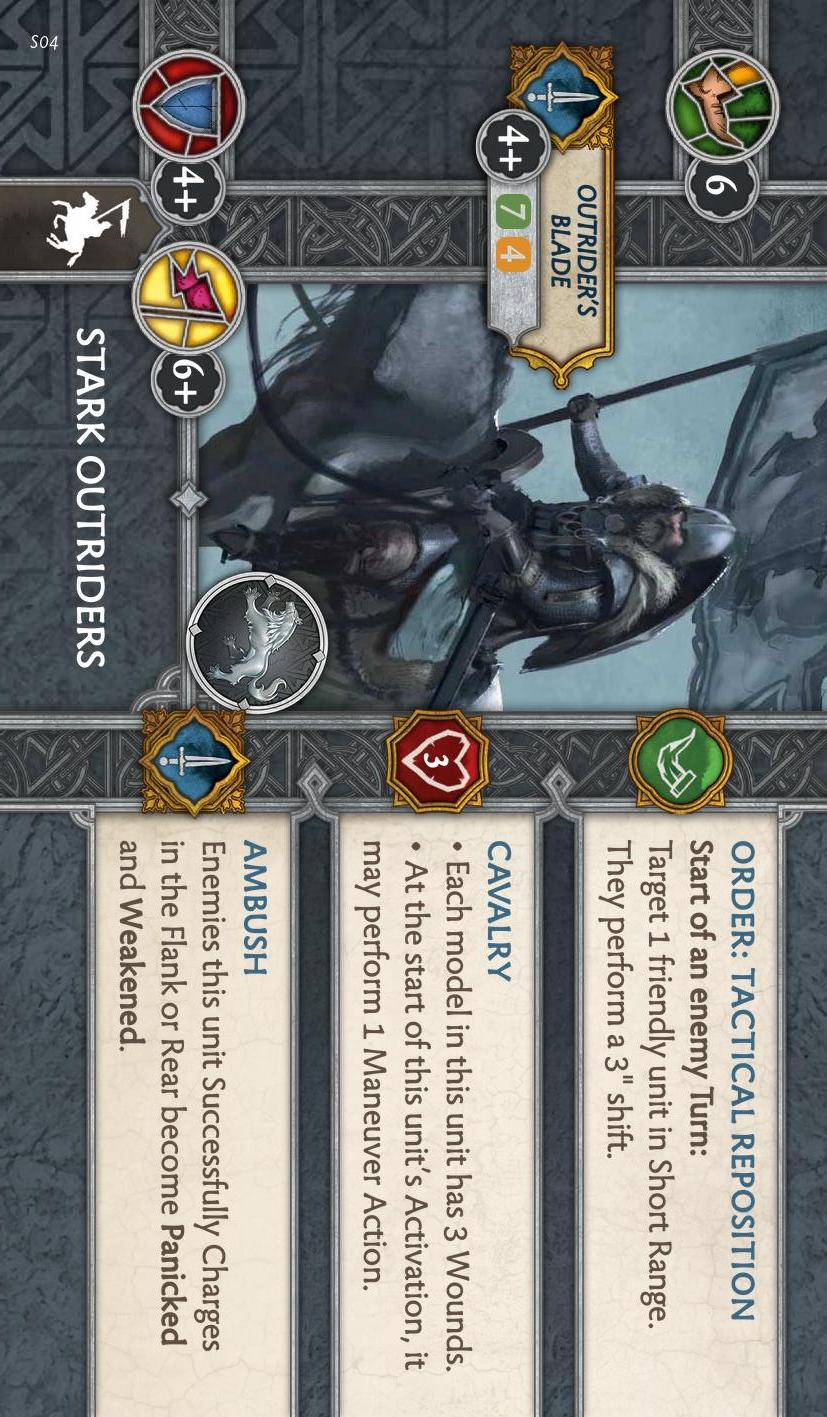 6
OUTRIDER'S
BLADE
4+
7 4
4+
6+
STARK OUTRIDERS
S04
ORDER: TACTICAL REPOSITION
Start of an enemy Turn:
Target 1 friendly unit in Short Range.
They perform a 3" shift.
3
CAVALRY
• Each model in this unit has 3 Wounds.
• At the start of this unit's Activation, it
may perform 1 Maneuver Action.
AMBUSH
Enemies this unit Successfully Charges
in the Flank or Rear become Panicked
and Weakened.